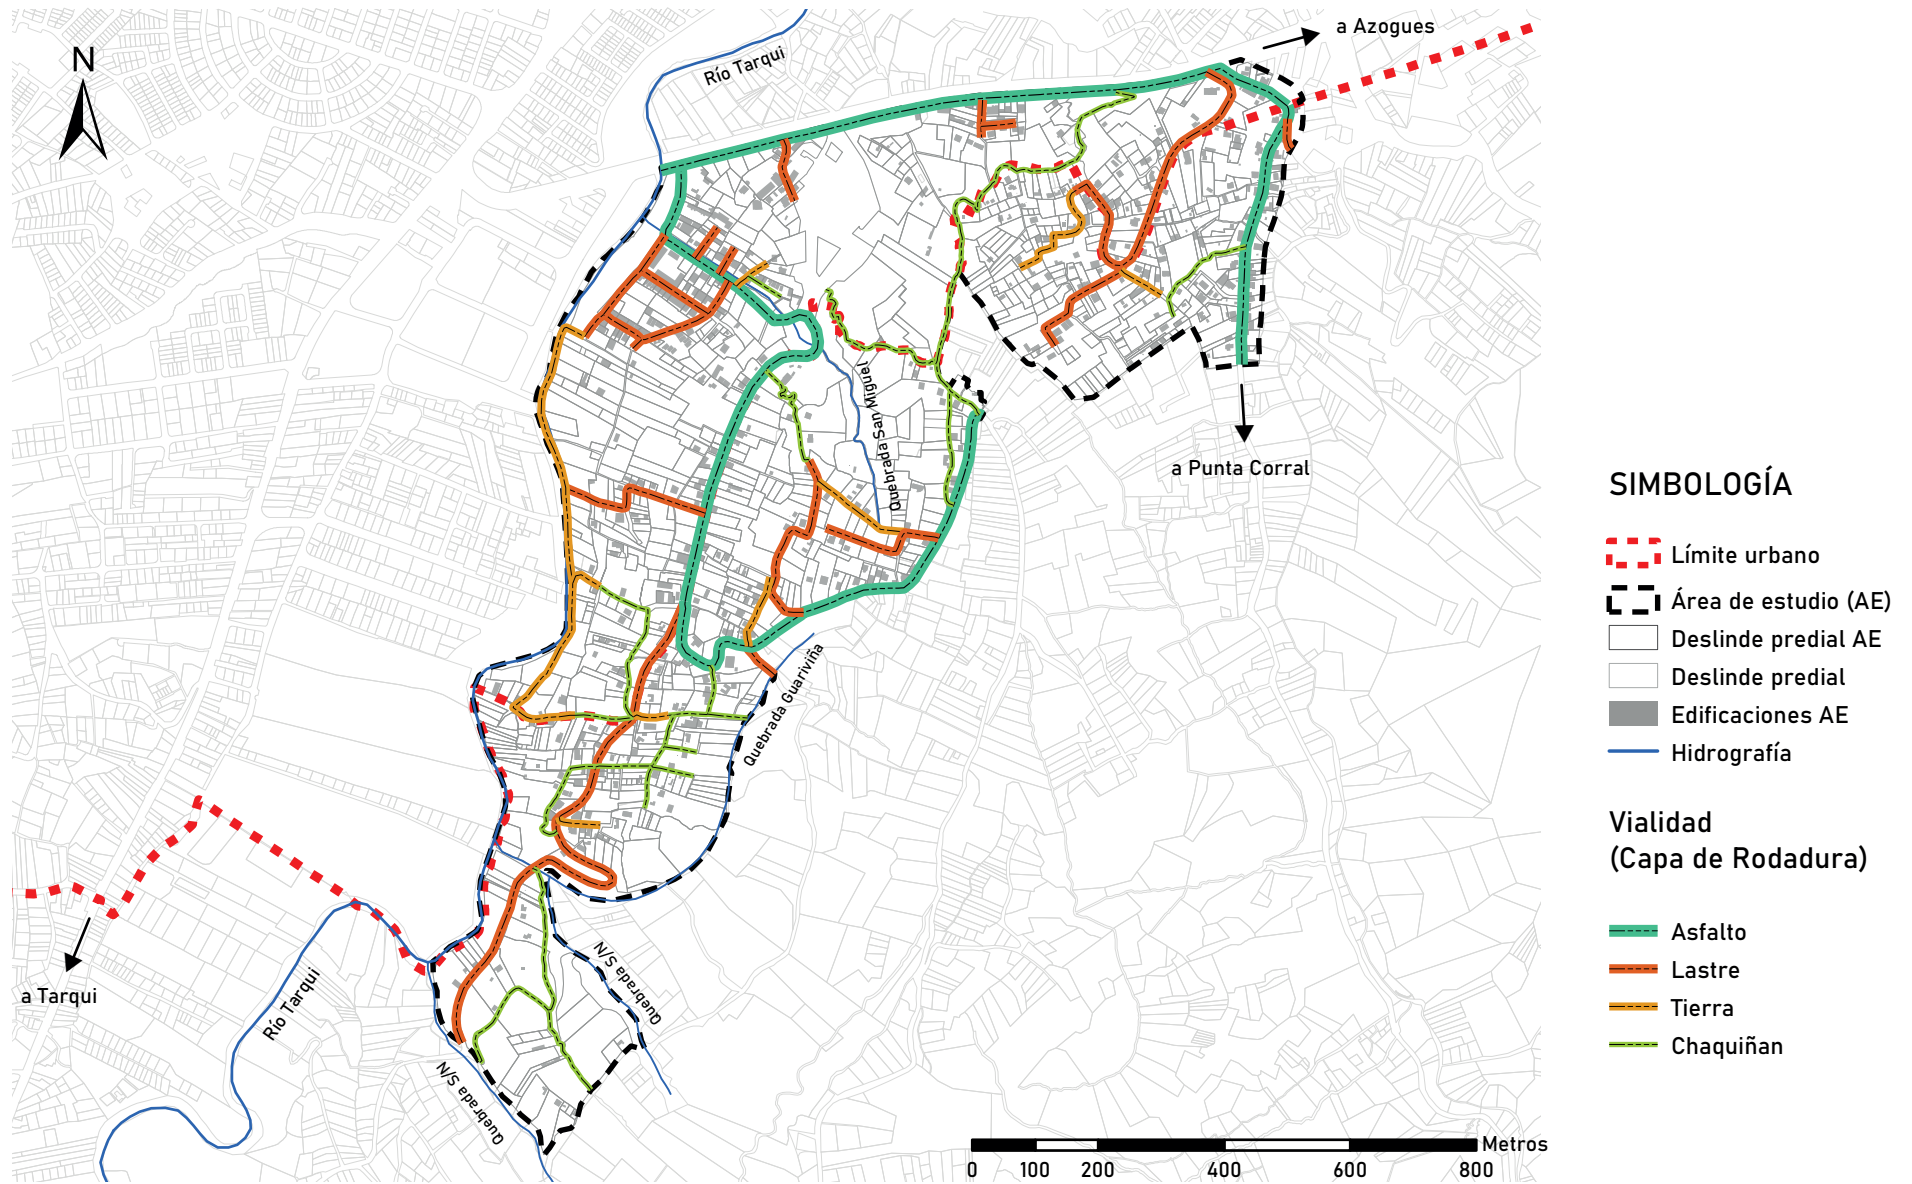 N
Río Tarqui
a Azogues
Quebrada San Miguel
a Punta Corral
Quebrada Guariviña
a Tarqui
Río Tarqui
Quebrada S/N
Quebrada S/N
Metros
0 100 200 400 600 800
SIMBOLOGÍA
Límite urbano
Área de estudio (AE)
Deslinde predial AE
Deslinde predial
Edificaciones AE
Hidrografía
Vialidad
(Capa de Rodadura)
Asfalto
Lastre
Tierra
Chaquiñan